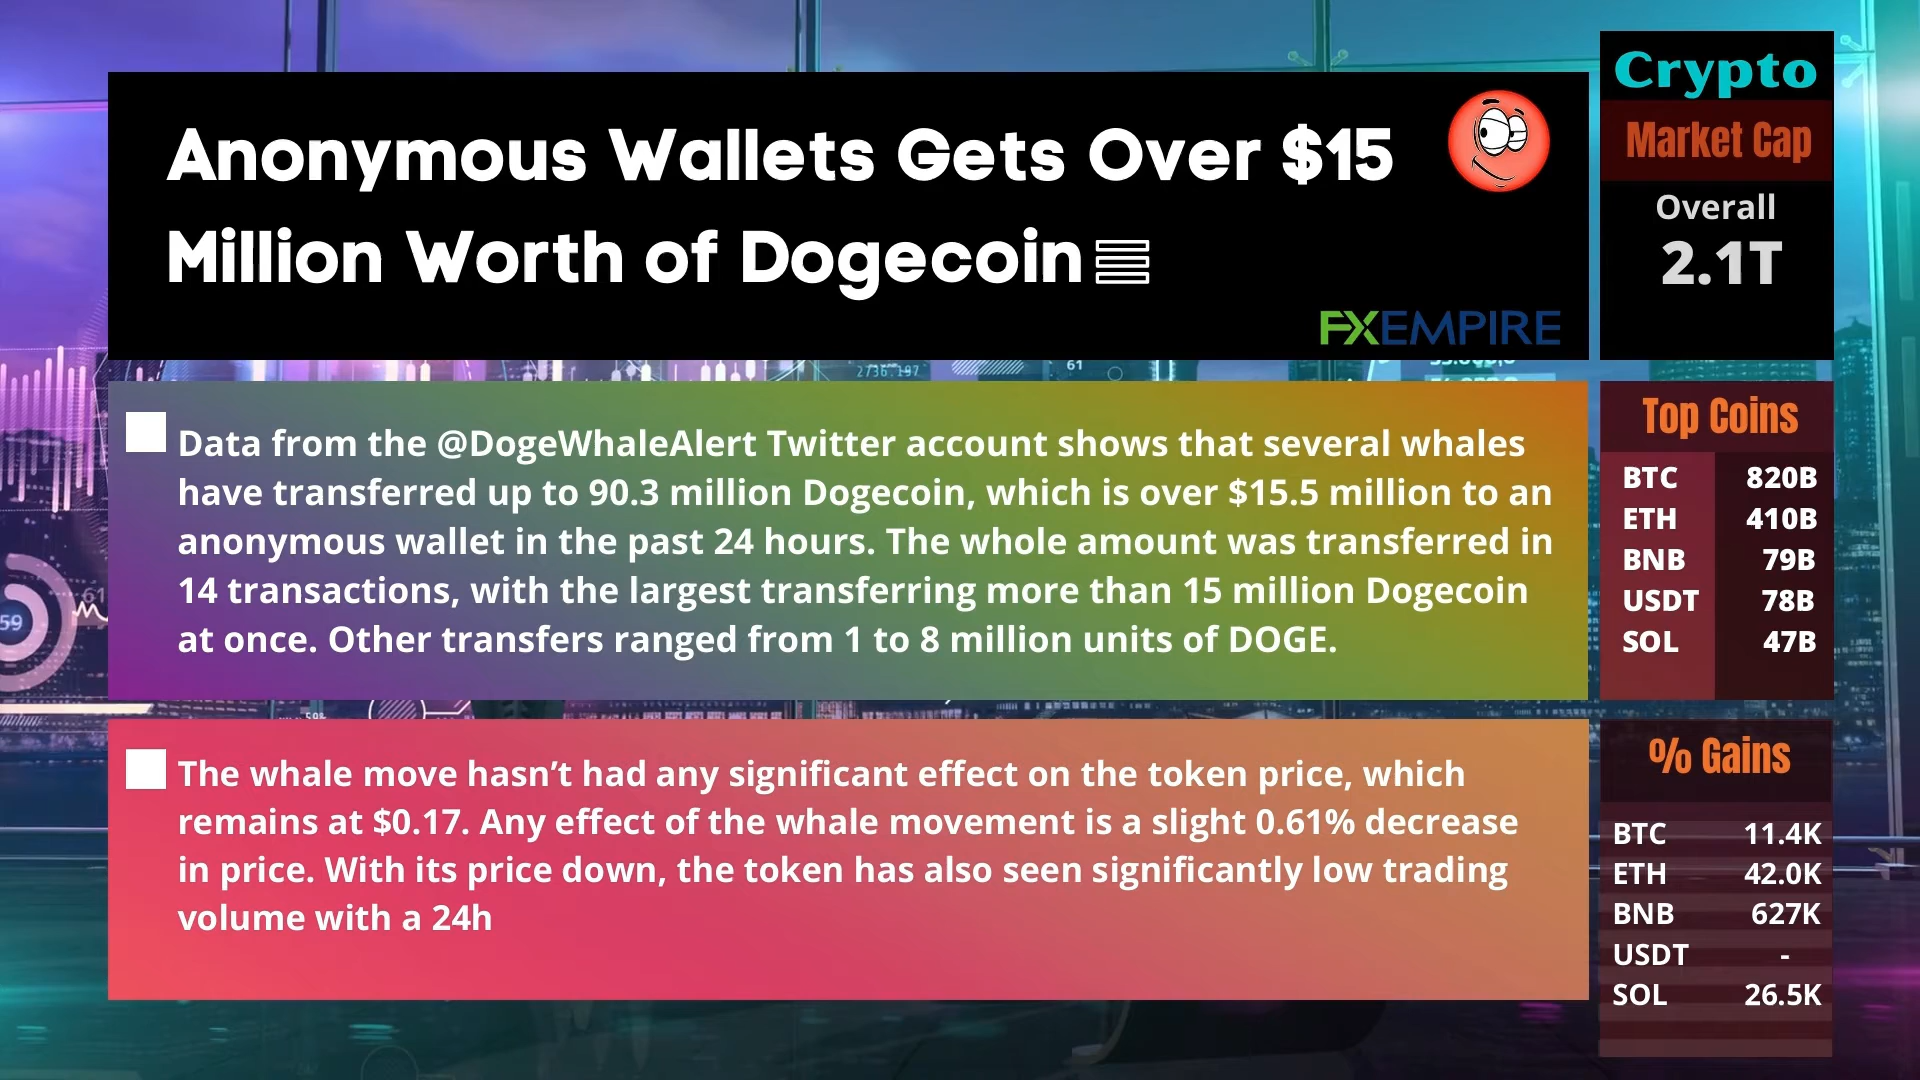 Anonymous Wallets Gets Over $15
Million Worth of Dogecoin
FXEMPIRE
Data from the @DogeWhaleAlert Twitter account shows that several whales
have transferred up to 90.3 million Dogecoin, which is over $15.5 million to an
anonymous wallet in the past 24 hours. The whole amount was transferred in
14 transactions, with the largest transferring more than 15 million Dogecoin
at once. Other transfers ranged from 1 to 8 million units of DOGE.
The whale move hasn’t had any significant effect on the token price, which
remains at $0.17. Any effect of the whale movement is a slight 0.61% decrease
in price. With its price down, the token has also seen significantly low trading
volume with a 24h
Crypto
Market Cap
Overall
2.1T
Top Coins
BTC 820B
ETH 410B
BNB 79B
USDT 78B
SOL 47B
% Gains
BTC 11.4K
ETH 42.0K
BNB 627K
USDT -
SOL 26.5K
2736.197
61
61
59